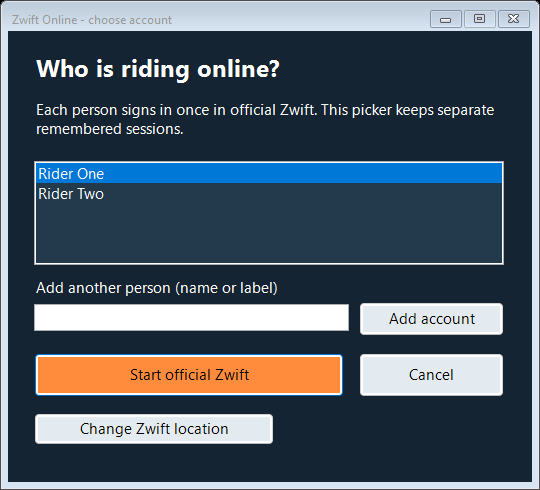 Zwift Online - choose account
Who is riding online?
Each person signs in once in official Zwift. This picker keeps separate
remembered sessions.
Rider One
Rider Two
Add another person (name or label)
Add account
Start official Zwift
Cancel
Change Zwift location